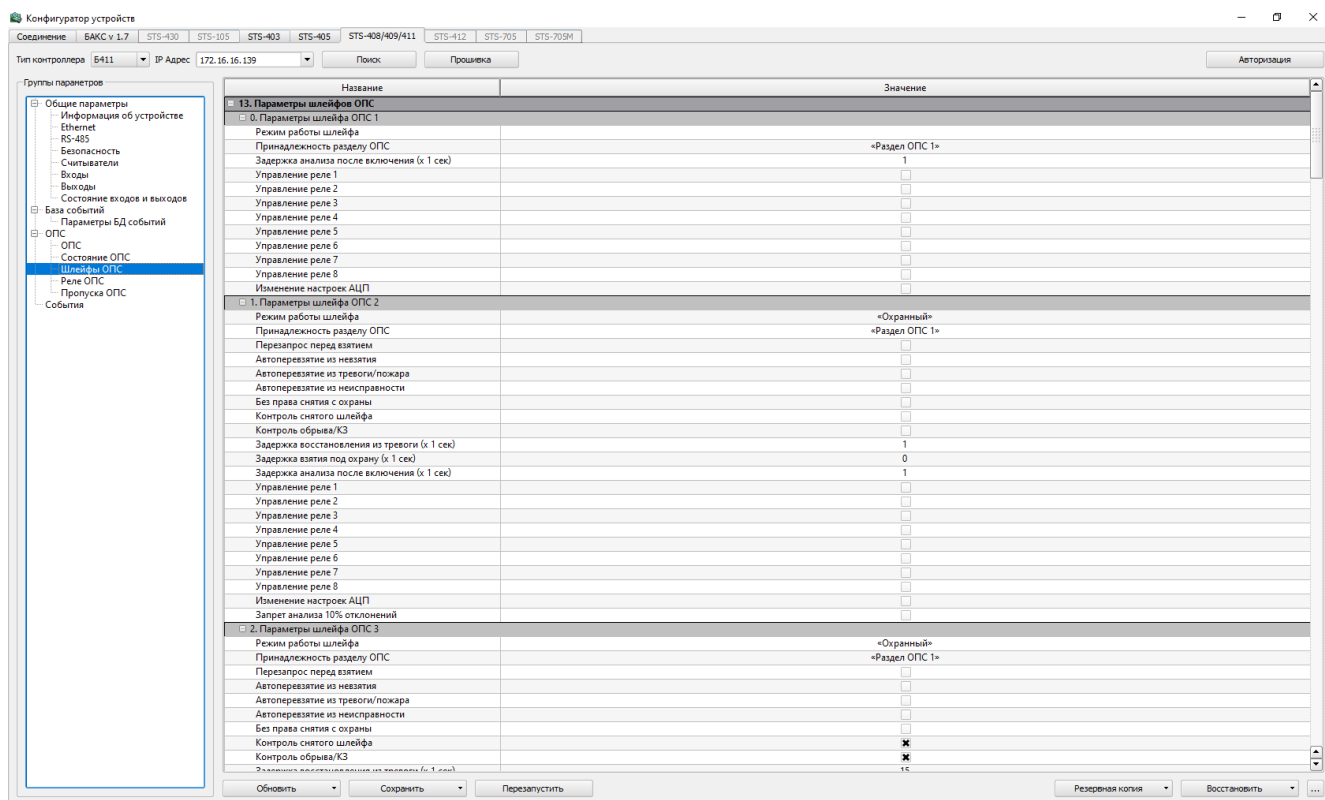 Конфигуратор устройств
Соединение БАКС v 1.7 STS-430 STS-105 STS-403 STS-405 STS-408/409/411 STS-412 STS-705 STS-705M
Тип контроллера Б411 IP Адрес 172.16.16.139 Поиск Прошивка Авторизация
Группы параметров
Общие параметры
Информация об устройстве
Ethernet
RS-485
Безопасность
Считыватели
Входы
Выходы
Состояние входов и выходов
База событий
Параметры БД событий
ОПС
ОПС
Состояние ОПС
Шлейфы ОПС
Реле ОПС
Пропуска ОПС
События
Название Значение
13. Параметры шлейфов ОПС
0. Параметры шлейфа ОПС 1
Режим работы шлейфа
Принадлежность разделу ОПС «Раздел ОПС 1»
Задержка анализа после включения (х 1 сек) 1
Управление реле 1
Управление реле 2
Управление реле 3
Управление реле 4
Управление реле 5
Управление реле 6
Управление реле 7
Управление реле 8
Изменение настроек АЦП
1. Параметры шлейфа ОПС 2
Режим работы шлейфа «Охранный»
Принадлежность разделу ОПС «Раздел ОПС 1»
Перезапрос перед взятием
Автоперевзятие из невзятия
Автоперевзятие из тревоги/пожара
Автоперевзятие из неисправности
Без права снятия с охраны
Контроль снятого шлейфа
Контроль обрыва/КЗ
Задержка восстановления из тревоги (х 1 сек) 1
Задержка взятия под охрану (х 1 сек) 0
Задержка анализа после включения (х 1 сек) 1
Управление реле 1
Управление реле 2
Управление реле 3
Управление реле 4
Управление реле 5
Управление реле 6
Управление реле 7
Управление реле 8
Изменение настроек АЦП
Запрет анализа 10% отклонений
2. Параметры шлейфа ОПС 3
Режим работы шлейфа «Охранный»
Принадлежность разделу ОПС «Раздел ОПС 1»
Перезапрос перед взятием
Автоперевзятие из невзятия
Автоперевзятие из тревоги/пожара
Автоперевзятие из неисправности
Без права снятия с охраны
Контроль снятого шлейфа
Контроль обрыва/КЗ
Задержка восстановления из тревоги (х 1 сек) 15
Обновить Сохранить Перезапустить Резервная копия Восстановить ...